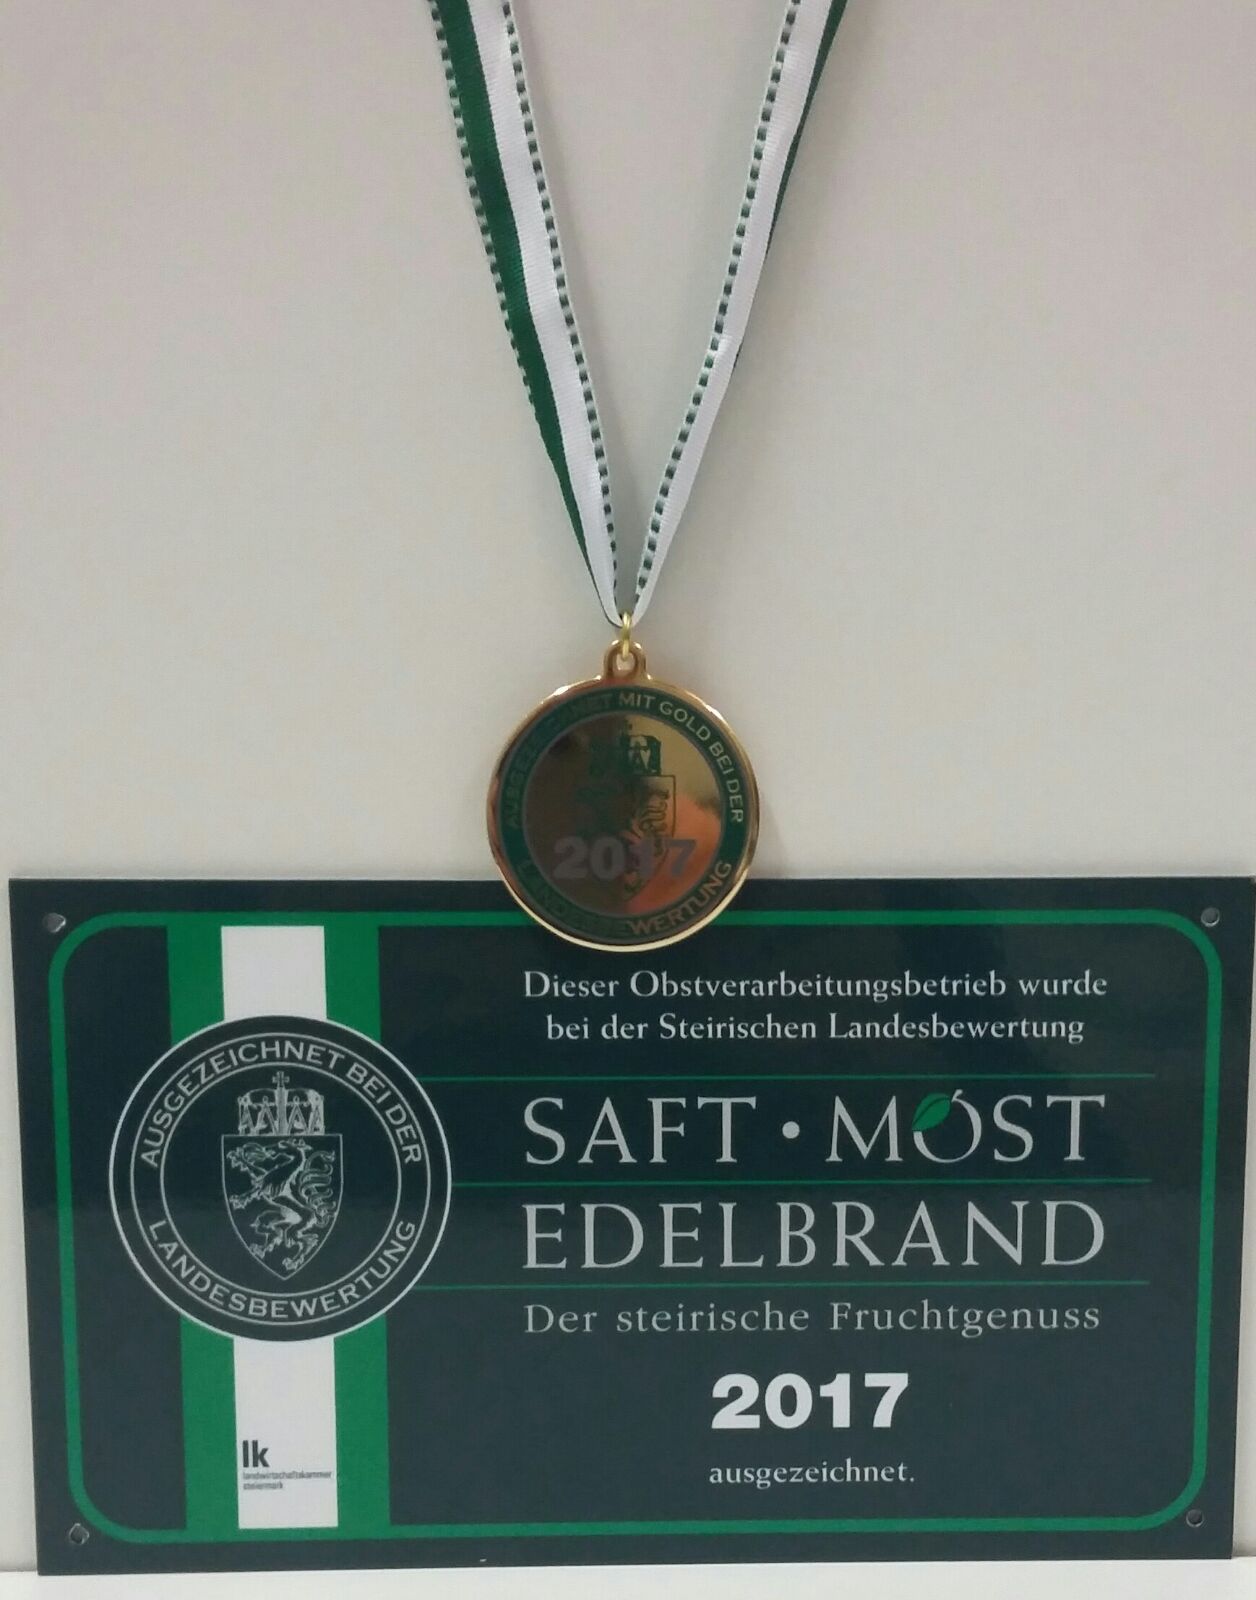 AUSGEZEICHNET MIT GOLD BEI DER
2017
LANDESBEWERTUNG
Dieser Obstverarbeitungsbetrieb wurde
bei der Steirischen Landesbewertung
AUSGEZEICHNET BEI DER
LANDESBEWERTUNG
SAFT • MOST
EDELBRAND
Der steirische Fruchtgenuss
2017
ausgezeichnet.
lk
landwirtschaftskammer
steiermark